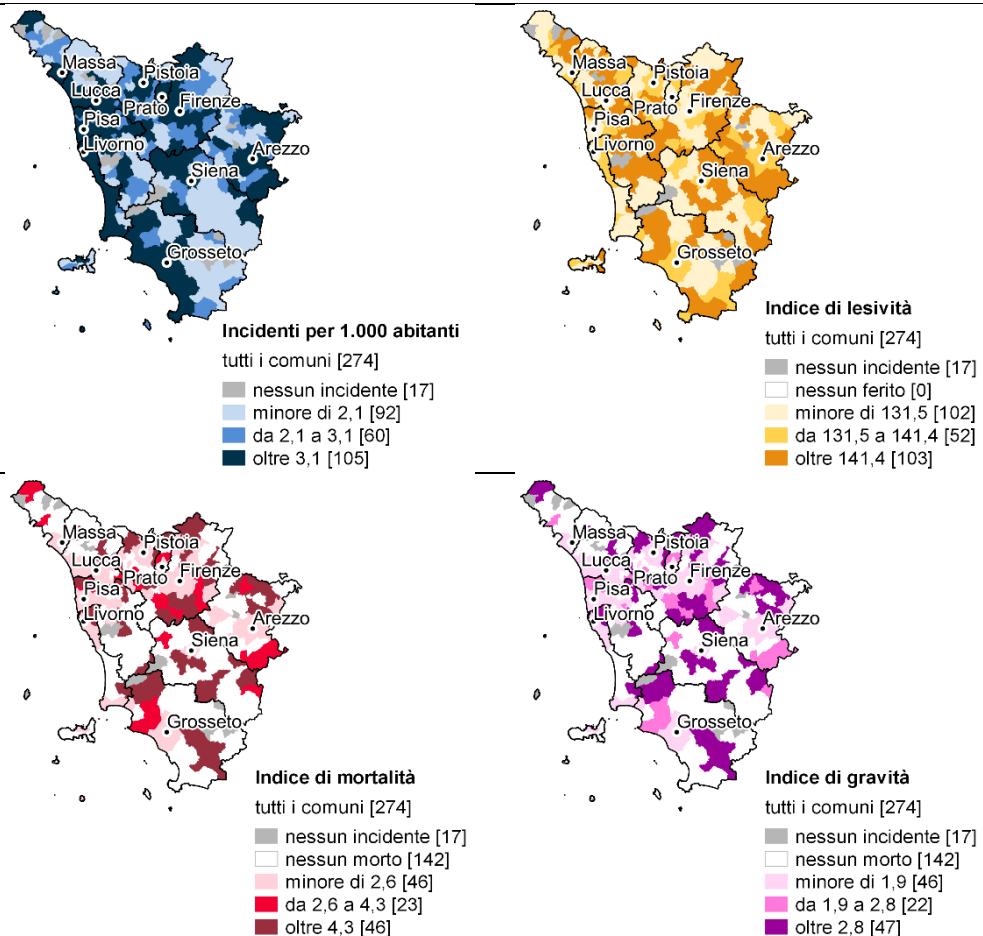 Massa
Pistoia
Lucca
Prato
Firenze
Pisa
Livorno
Arezzo
Siena
Grosseto
Incidenti per 1.000 abitanti
tutti i comuni [274]
nessun incidente [17]
minore di 2,1 [92]
da 2,1 a 3,1 [60]
oltre 3,1 [105]
Massa
Pistoia
Lucca
Prato
Firenze
Pisa
Livorno
Arezzo
Siena
Grosseto
Indice di lesività
tutti i comuni [274]
nessun incidente [17]
nessun ferito [0]
minore di 131,5 [102]
da 131,5 a 141,4 [52]
oltre 141,4 [103]
Massa
Pistoia
Lucca
Prato
Firenze
Pisa
Livorno
Arezzo
Siena
Grosseto
Indice di mortalità
tutti i comuni [274]
nessun incidente [17]
nessun morto [142]
minore di 2,6 [46]
da 2,6 a 4,3 [23]
oltre 4,3 [46]
Massa
Pistoia
Lucca
Prato
Firenze
Pisa
Livorno
Arezzo
Siena
Grosseto
Indice di gravità
tutti i comuni [274]
nessun incidente [17]
nessun morto [142]
minore di 1,9 [46]
da 1,9 a 2,8 [22]
oltre 2,8 [47]